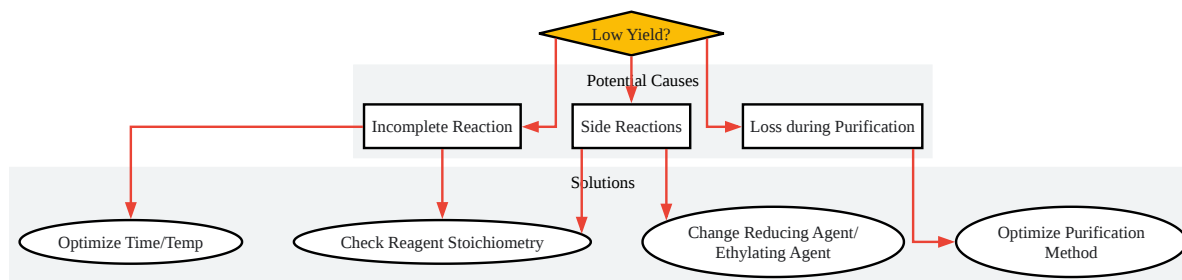 Low Yield?
Potential Causes
Incomplete Reaction
Side Reactions
Loss during Purification
Solutions
Optimize Time/Temp
Check Reagent Stoichiometry
Change Reducing Agent/
Ethylating Agent
Optimize Purification
Method